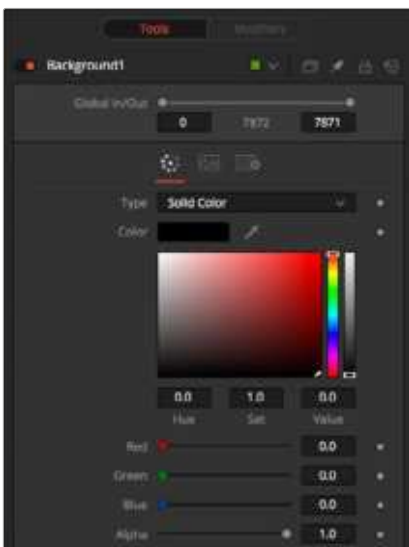 Tools Modifiers
Background1
Global In/Out
0 7872 7871
Type Solid Color
Color
0.0 1.0 0.0
Hue Sat Value
Red 0.0
Green 0.0
Blue 0.0
Alpha 1.0